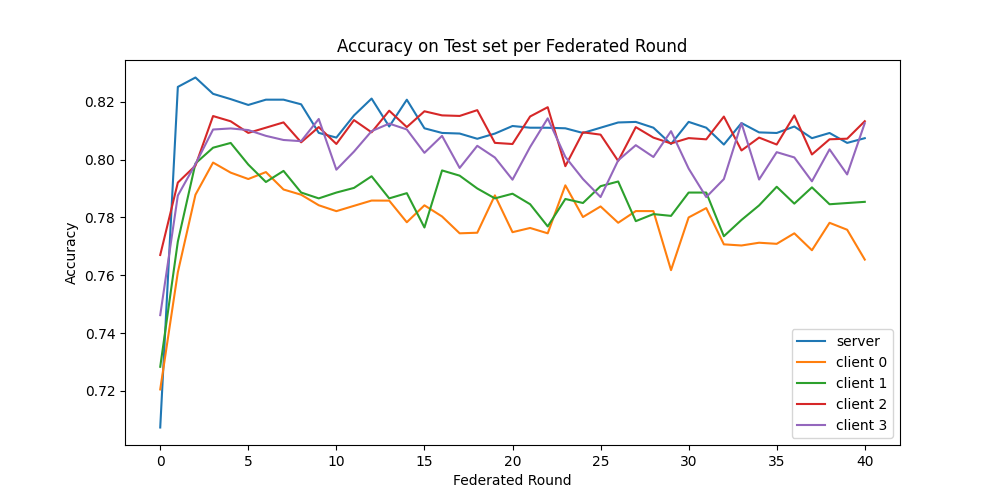 Accuracy on Test set per Federated Round
Accuracy
0.82
0.80
0.78
0.76
0.74
0.72
0 5 10 15 20 25 30 35 40
Federated Round
server
client 0
client 1
client 2
client 3